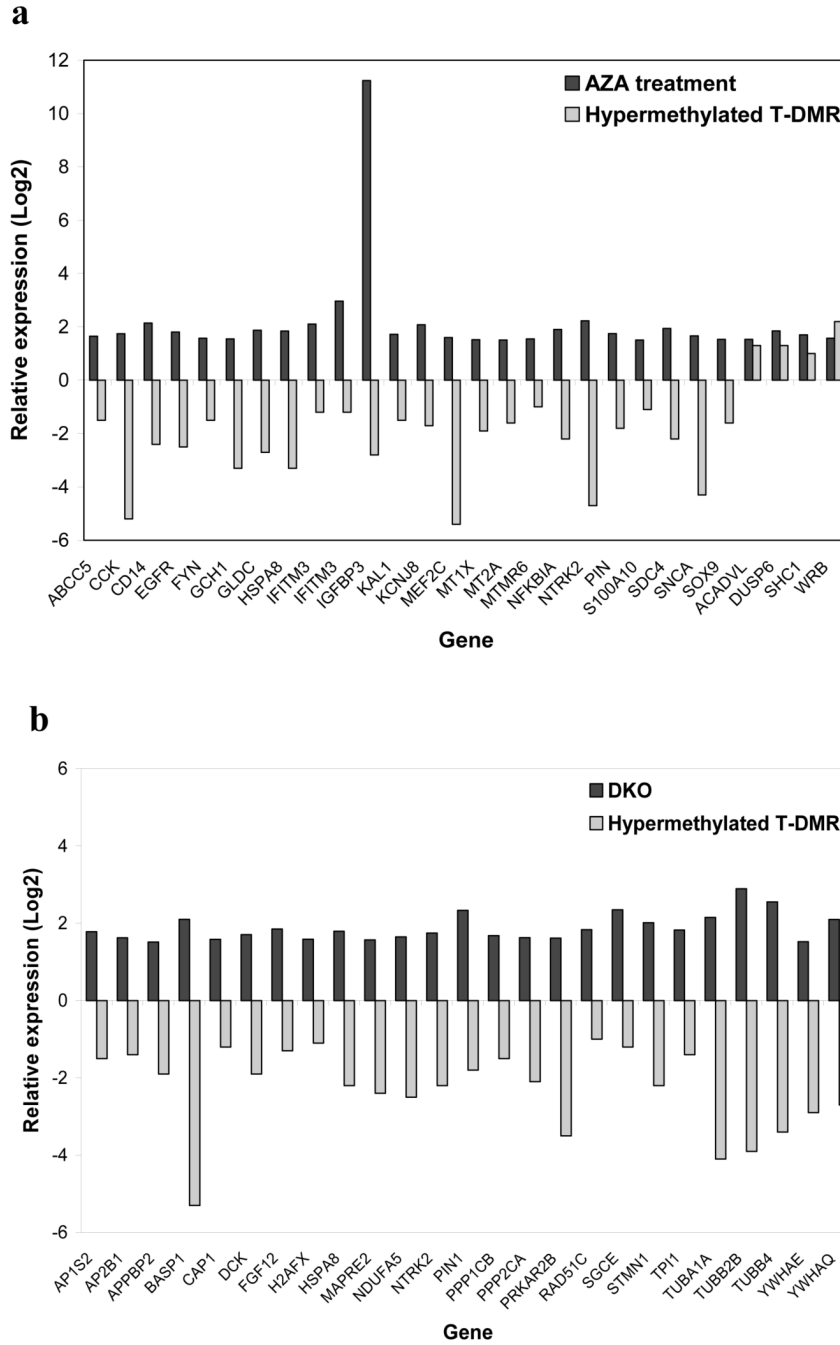 a
12
10
8
6
4
2
0
-2
-4
-6
Relative expression (Log2)
AZA treatment
Hypermethylated T-DMR
ABCC5
CCK
CD14
EGFR
FYN
GCH1
GLDC
HSPA8
IFITM3
IFITM3
IGFBP3
KAL1
KCNJ8
MEF2C
MT1X
MT2A
MTMR6
NFKBIA
NTRK2
PIN
S100A10
SDC4
SNCA
SOX9
ACADVL
DUSP6
SHC1
WRB
Gene
b
6
4
2
0
-2
-4
-6
Relative expression (Log2)
DKO
Hypermethylated T-DMR
AP1S2
AP2B1
APPBP2
BASP1
CAP1
DCK
FGF12
H2AFX
HSPA8
MAPRE2
NDUFA5
NTRK2
PIN1
PPP1CB
PPP2CA
PRKAR2B
RAD51C
SGCE
STMN1
TPI1
TUBA1A
TUBB2B
TUBB4
YWHAE
YWHAQ
Gene